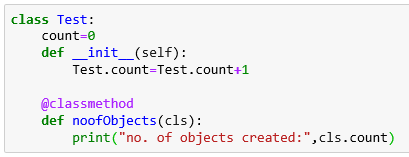 class Test:
    count=0
    def __init__(self):
        Test.count=Test.count+1
    @classmethod
    def noofObjects(cls):
        print("no. of objects created:",cls.count)